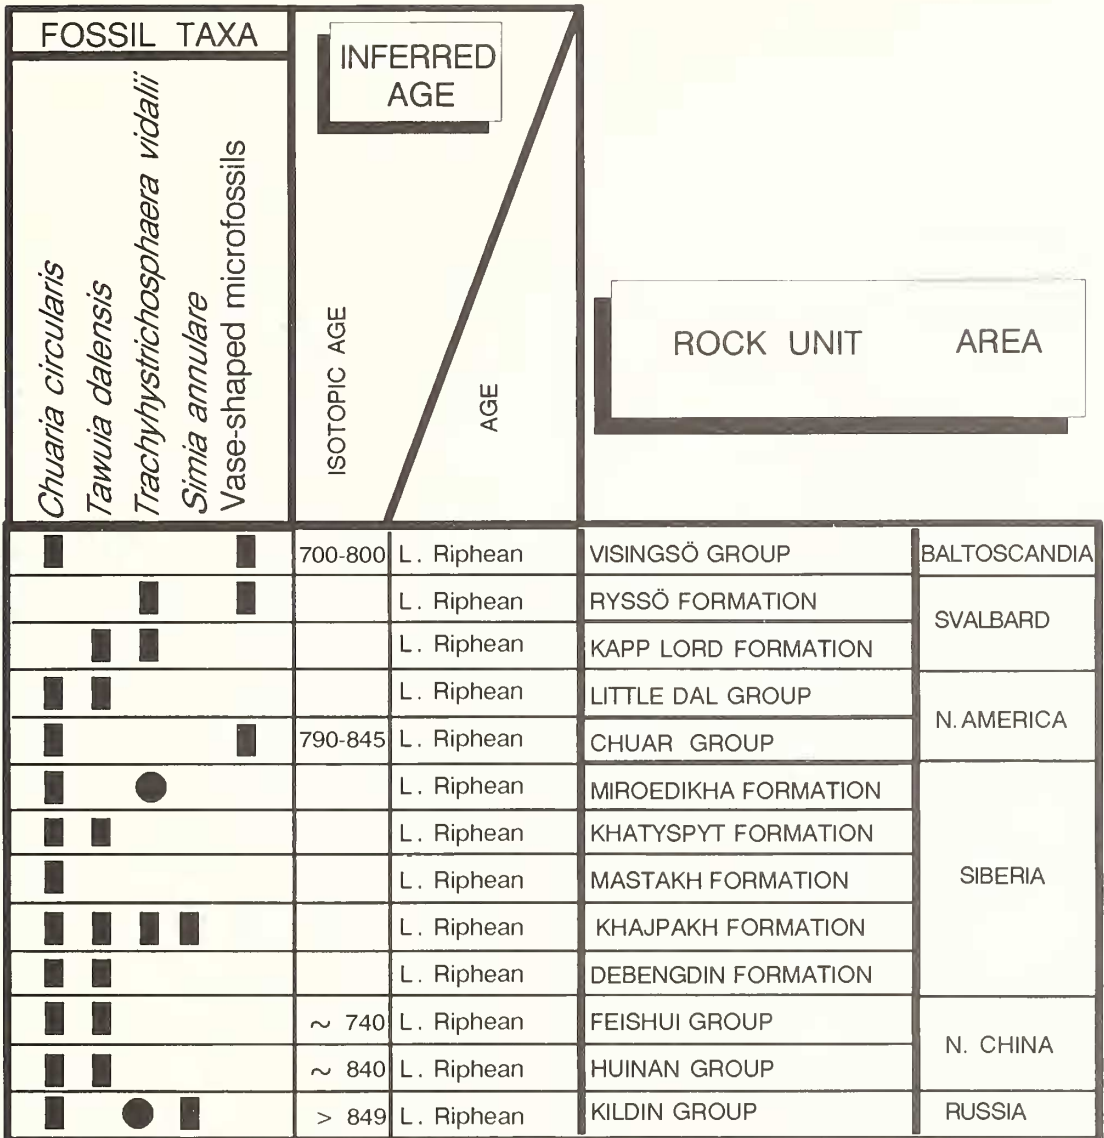 FOSSIL TAXA
Chuaria circularis
Tawuia dalensis
Trachyhystrichosphaera vidalii
Simia annulare
Vase-shaped microfossils
INFERRED
AGE
ISOTOPIC AGE
AGE
ROCK UNIT AREA
700-800 L. Riphean VISINGSÖ GROUP BALTOSCANDIA
L. Riphean RYSSÖ FORMATION
SVALBARD
L. Riphean KAPP LORD FORMATION
L. Riphean LITTLE DAL GROUP
N. AMERICA
790-845 L. Riphean CHUAR GROUP
L. Riphean MIROEDIKHA FORMATION
L. Riphean KHATYSPYT FORMATION
L. Riphean MASTAKH FORMATION
SIBERIA
L. Riphean KHAJPAKH FORMATION
L. Riphean DEBENGDIN FORMATION
~ 740 L. Riphean FEISHUI GROUP
N. CHINA
~ 840 L. Riphean HUINAN GROUP
> 849 L. Riphean KILDIN GROUP RUSSIA